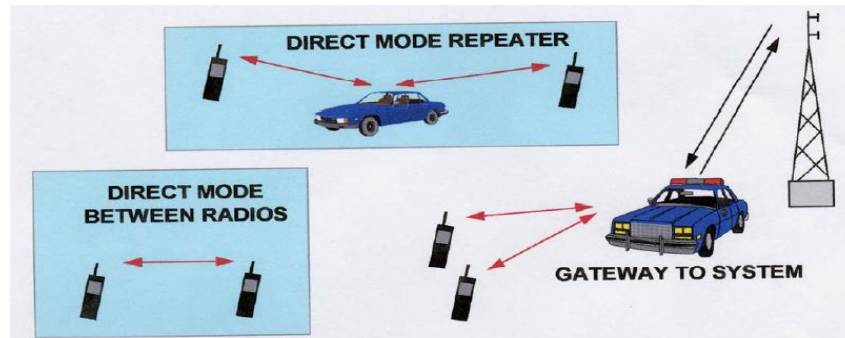 DIRECT MODE REPEATER
DIRECT MODE
BETWEEN RADIOS
GATEWAY TO SYSTEM